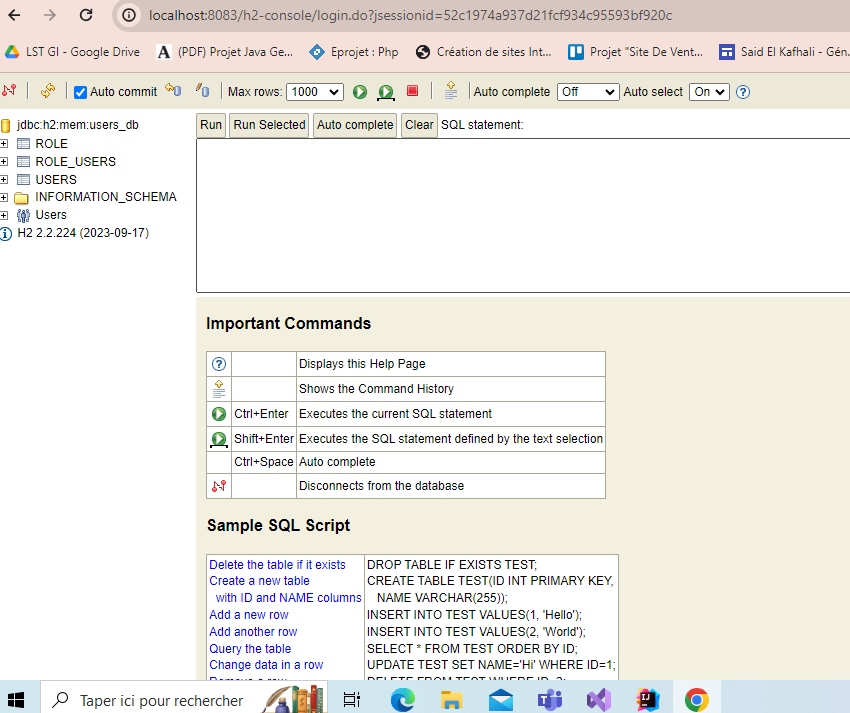 localhost:8083/h2-console/login.do?jsessionid=52c1974a937d21fcf934c95593bf920c
LST GI - Google Drive A (PDF) Projet Java Ge... Eprojet : Php Création de sites Int... Projet "Site De Vent... Said El Kafhali - Gén.
Auto commit Max rows: 1000 Auto complete Off Auto select On ?
jdbc:h2:mem:users_db
ROLE
ROLE_USERS
USERS
INFORMATION_SCHEMA
Users
H2 2.2.224 (2023-09-17)
Run Run Selected Auto complete Clear SQL statement:
Important Commands
? Displays this Help Page
Shows the Command History
Ctrl+Enter Executes the current SQL statement
Shift+Enter Executes the SQL statement defined by the text selection
Ctrl+Space Auto complete
Disconnects from the database
Sample SQL Script
Delete the table if it exists DROP TABLE IF EXISTS TEST;
Create a new table CREATE TABLE TEST(ID INT PRIMARY KEY,
with ID and NAME columns NAME VARCHAR(255));
Add a new row INSERT INTO TEST VALUES(1, 'Hello');
Add another row INSERT INTO TEST VALUES(2, 'World');
Query the table SELECT * FROM TEST ORDER BY ID;
Change data in a row UPDATE TEST SET NAME='Hi' WHERE ID=1;
Remove a row DELETE FROM TEST WHERE ID=2;
Taper ici pour rechercher